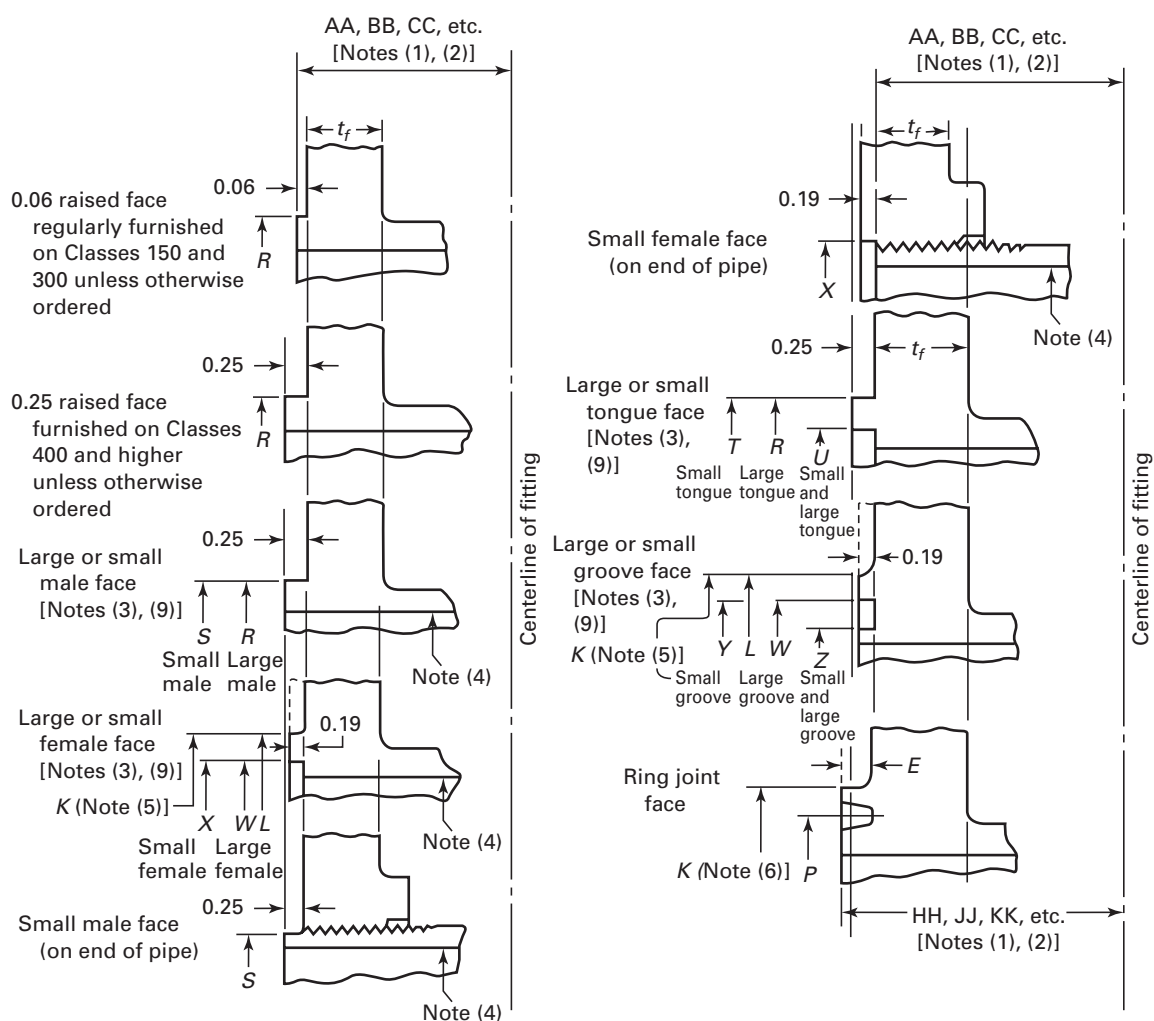 AA, BB, CC, etc.
[Notes (1), (2)]
t_f
0.06
0.06 raised face
regularly furnished
on Classes 150 and
300 unless otherwise
ordered
R
0.25
0.25 raised face
furnished on Classes
400 and higher
unless otherwise
ordered
R
0.25
Large or small
male face
[Notes (3), (9)]
S R
Small Large
male male
Note (4)
Large or small
female face
[Notes (3), (9)]
0.19
K (Note (5)]
X W L
Small Large
female female
Note (4)
0.25
Small male face
(on end of pipe)
S
Note (4)
Centerline of fitting
AA, BB, CC, etc.
[Notes (1), (2)]
t_f
0.19
Small female face
(on end of pipe)
X
Note (4)
0.25
t_f
Large or small
tongue face
[Notes (3),
(9)]
T R U
Small Large Small
tongue tongue and
large
tongue
Large or small
groove face
[Notes (3),
(9)]
0.19
K (Note (5)]
Y L W Z
Small Large Small
groove groove and
large
groove
Ring joint
face
E
K (Note (6)] P
HH, JJ, KK, etc.
[Notes (1), (2)]
Centerline of fitting